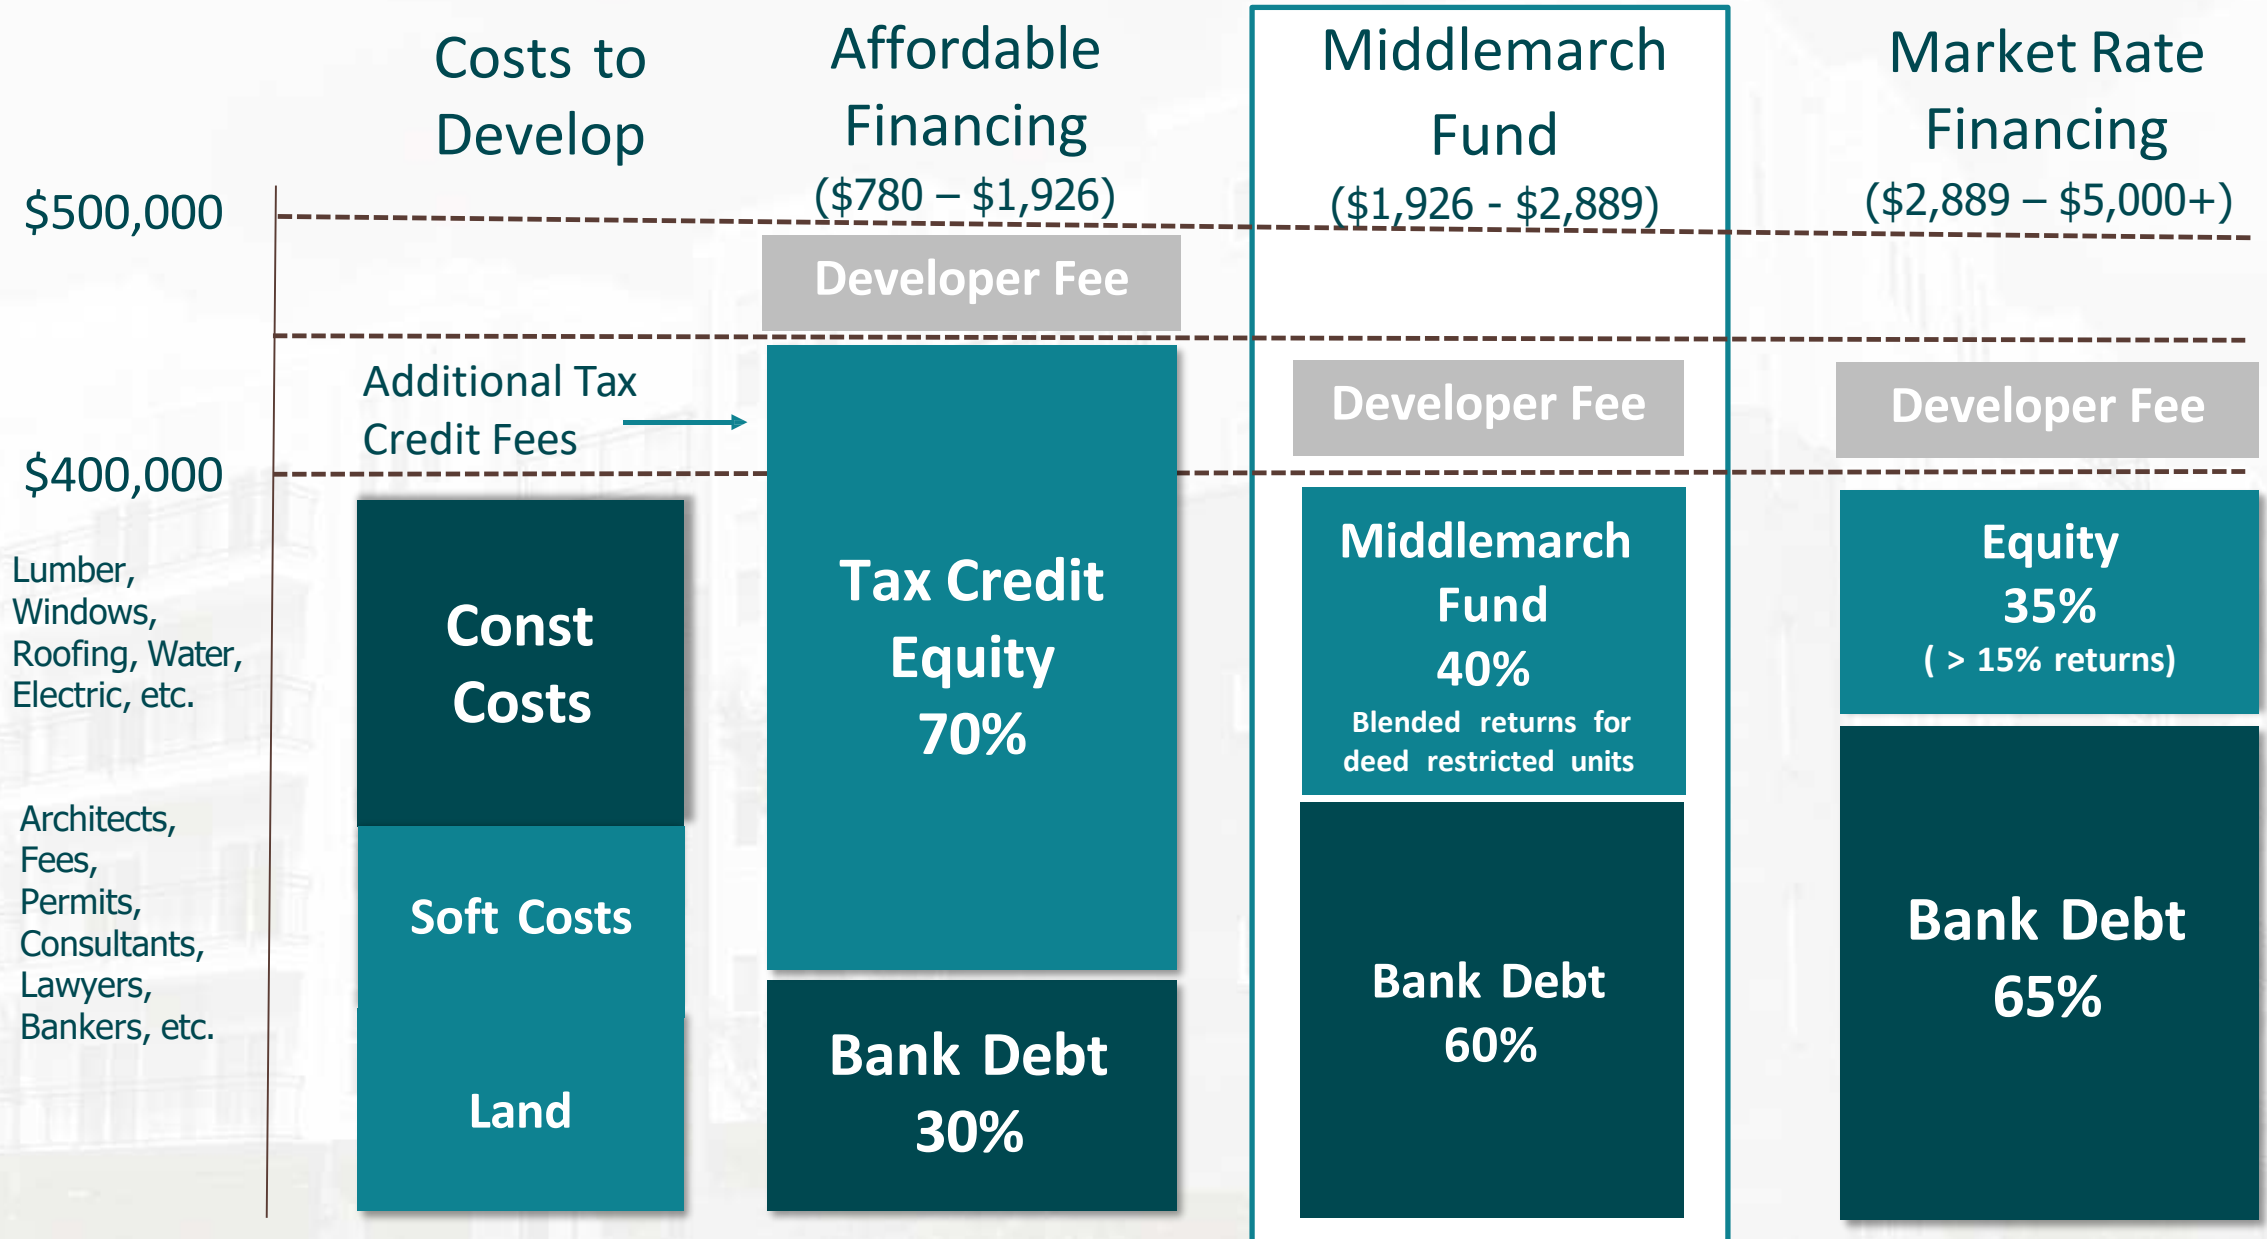 Costs to
Develop
Affordable
Financing
($780 – $1,926)
Middlemarch
Fund
($1,926 - $2,889)
Market Rate
Financing
($2,889 – $5,000+)
$500,000
$400,000
Lumber,
Windows,
Roofing, Water,
Electric, etc.
Architects,
Fees,
Permits,
Consultants,
Lawyers,
Bankers, etc.
Additional Tax
Credit Fees
Const
Costs
Soft Costs
Land
Developer Fee
Tax Credit
Equity
70%
Bank Debt
30%
Developer Fee
Middlemarch
Fund
40%
Blended returns for
deed restricted units
Bank Debt
60%
Developer Fee
Equity
35%
( > 15% returns)
Bank Debt
65%